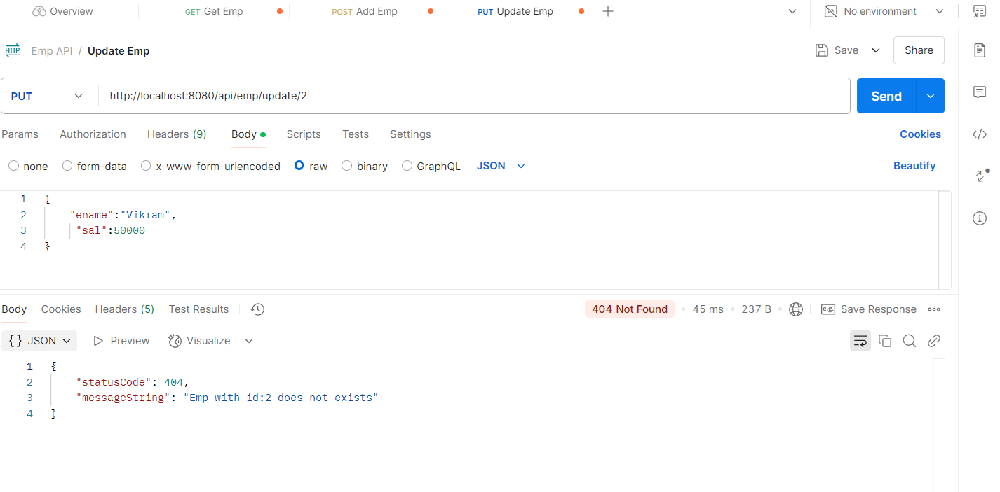 Overview GET Get Emp POST Add Emp PUT Update Emp No environment
HTTP Emp API / Update Emp Save Share
PUT http://localhost:8080/api/emp/update/2 Send
Params Authorization Headers (9) Body Scripts Tests Settings Cookies
none form-data x-www-form-urlencoded raw binary GraphQL JSON Beautify
1 {
2 "ename":"Vikram",
3 "sal":50000
4 }
Body Cookies Headers (5) Test Results 404 Not Found 45 ms 237 B e.g. Save Response
{} JSON Preview Visualize
1 {
2 "statusCode": 404,
3 "messageString": "Emp with id:2 does not exists"
4 }